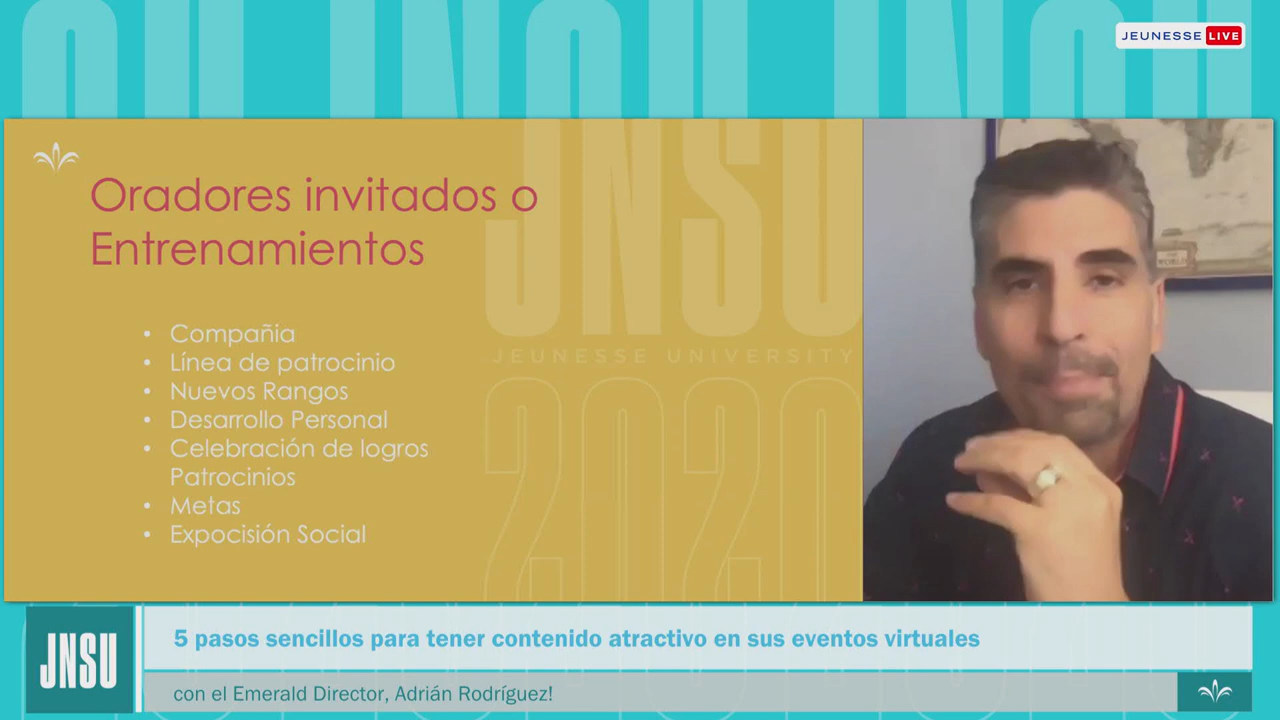 JEUNESSE LIVE
Oradores invitados o
Entrenamientos
• Compañia
• Línea de patrocinio
• Nuevos Rangos
• Desarrollo Personal
• Celebración de logros
Patrocinios
• Metas
• Expocisión Social
JNSU
JEUNESSE UNIVERSITY
2020
WORLD
JNSU
5 pasos sencillos para tener contenido atractivo en sus eventos virtuales
con el Emerald Director, Adrián Rodríguez!